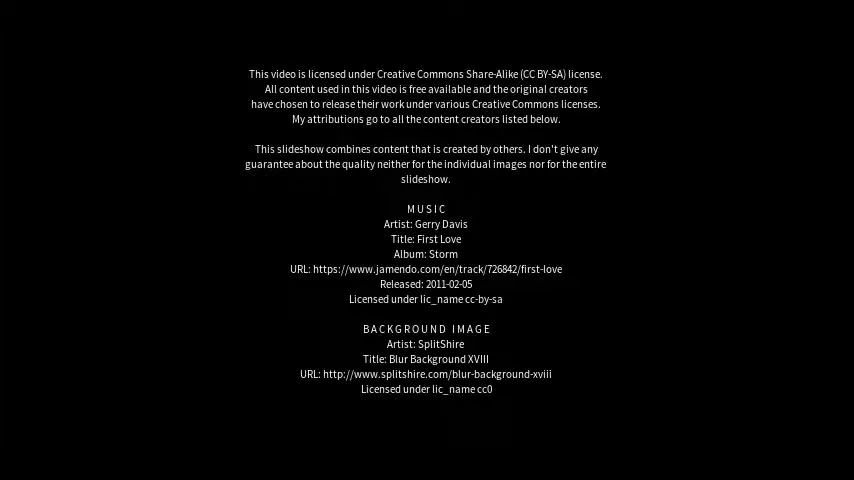 This video is licensed under Creative Commons Share-Alike (CC BY-SA) license.
All content used in this video is free available and the original creators
have chosen to release their work under various Creative Commons licenses.
My attributions go to all the content creators listed below.
This slideshow combines content that is created by others. I don't give any
guarantee about the quality neither for the individual images nor for the entire
slideshow.
MUSIC
Artist: Gerry Davis
Title: First Love
Album: Storm
URL: https://www.jamendo.com/en/track/726842/first-love
Released: 2011-02-05
Licensed under lic_name cc-by-sa
BACKGROUND IMAGE
Artist: SplitShire
Title: Blur Background XVIII
URL: http://www.splitshire.com/blur-background-xviii
Licensed under lic_name cc0